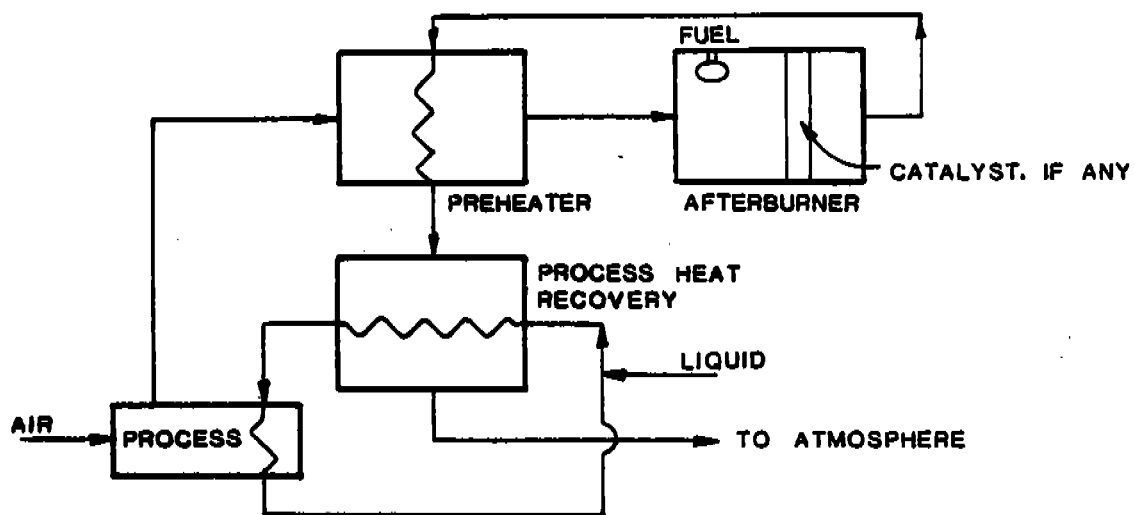 FUEL
CATALYST. IF ANY
PREHEATER
AFTERBURNER
PROCESS HEAT
RECOVERY
LIQUID
AIR
PROCESS
TO ATMOSPHERE